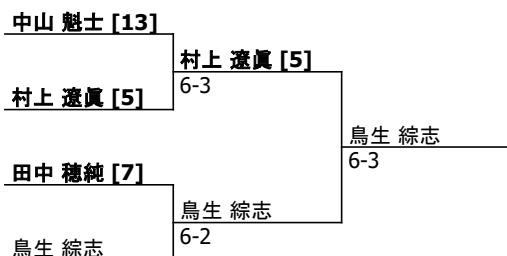 中山 魁士 [13]
村上 遼眞 [5]
6-3
村上 遼眞 [5]
鳥生 綜志
6-3
田中 穂純 [7]
鳥生 綜志
6-2
鳥生 綜志